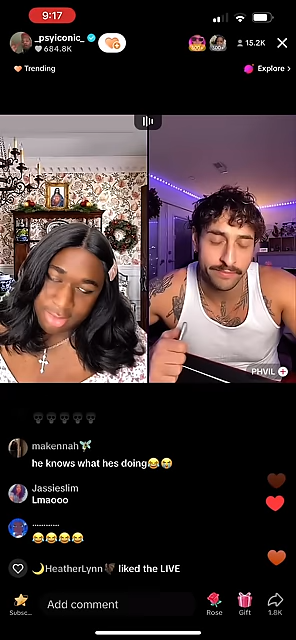 9:17
_psyiconic_
684.8K
15.2K
Trending
Explore >
PHVIL
makennah
he knows what hes doing😂😭
Jassieslim
Lmaooo
............
😂😂😂😂
🌙HeatherLynn🖤 liked the LIVE
Subsc...
Add comment
Rose
Gift
1.8K